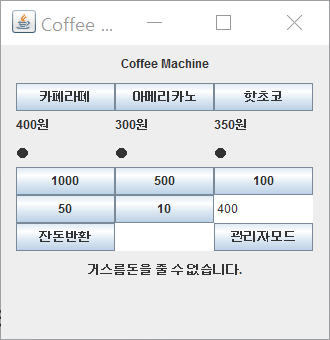 Coffee ...
Coffee Machine
카페라떼 아메리카노 핫초코
400원 300원 350원
1000 500 100
50 10 400
잔돈반환 관리자모드
거스름돈을 줄 수 없습니다.